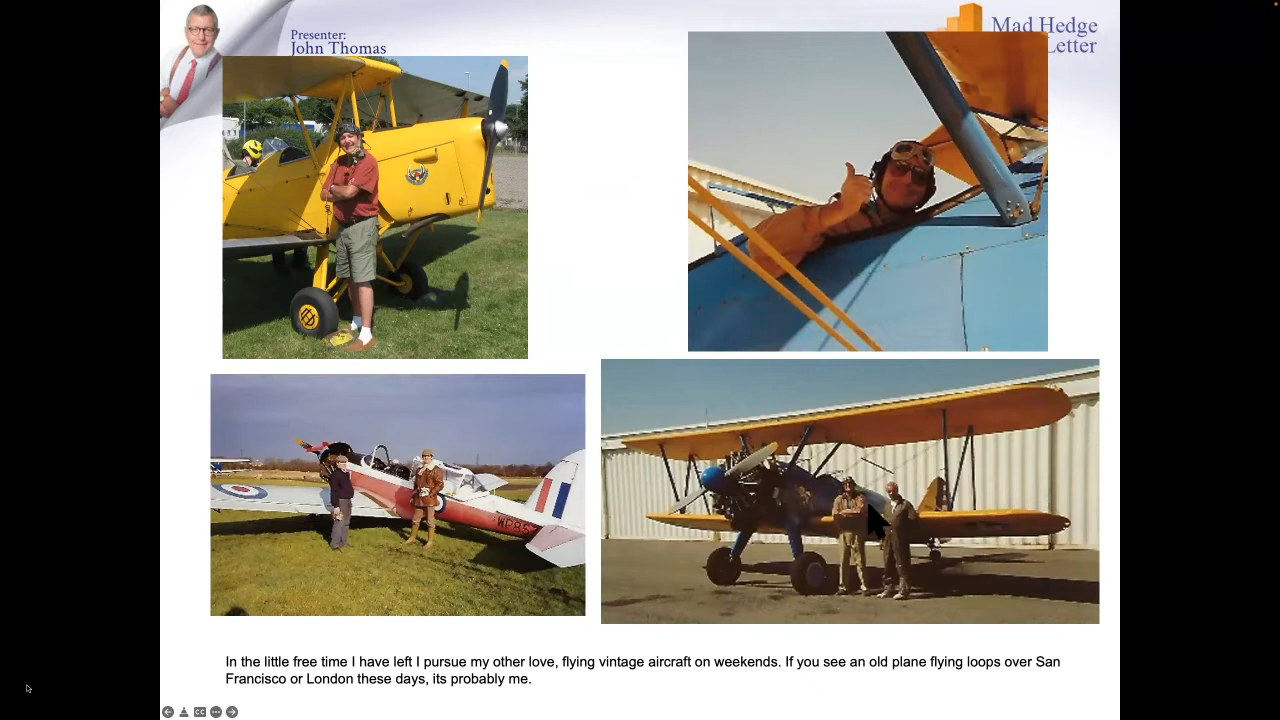 Presenter:
John Thomas
Mad Hedge
Letter
In the little free time I have left I pursue my other love, flying vintage aircraft on weekends. If you see an old plane flying loops over San
Francisco or London these days, its probably me.